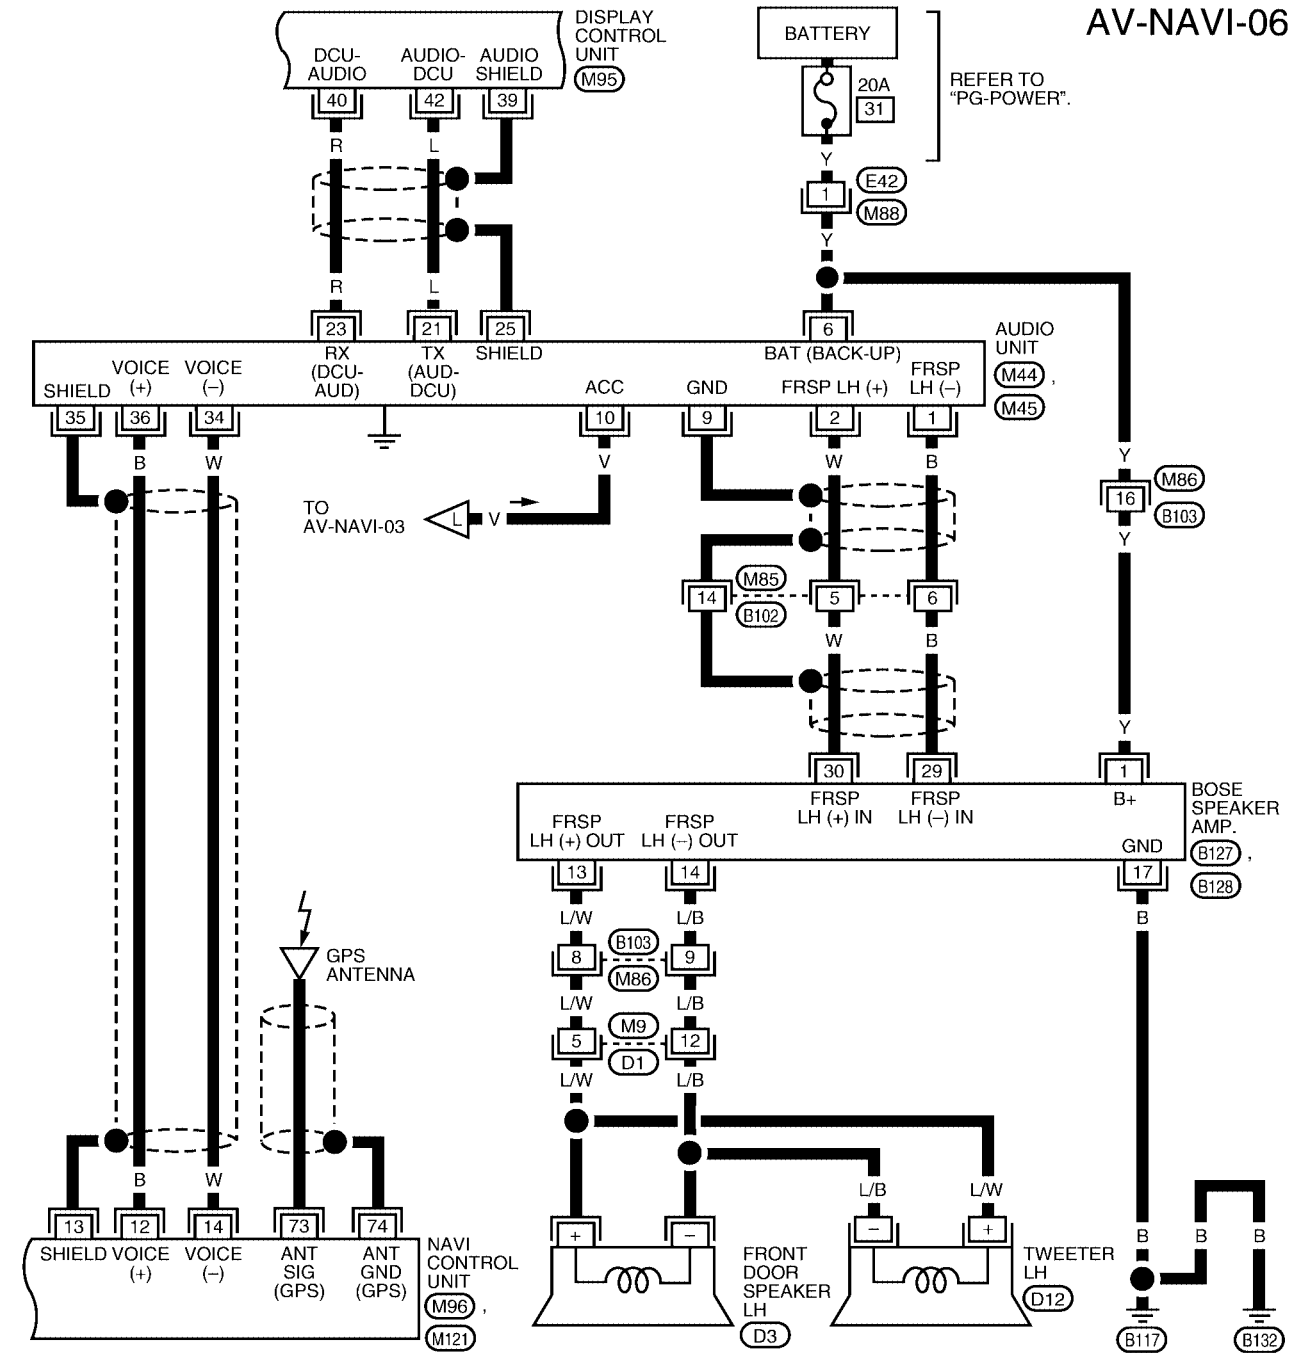 AV-NAVI-06
DISPLAY
CONTROL
UNIT
M95
DCU-
AUDIO
AUDIO-
DCU
AUDIO
SHIELD
40
42
39
R
L
R
L
BATTERY
20A
31
REFER TO
"PG-POWER".
Y
1
E42
M88
Y
23
21
25
6
RX
(DCU-
AUD)
TX
(AUD-
DCU)
SHIELD
BAT (BACK-UP)
AUDIO
UNIT
M44 ,
M45
SHIELD
VOICE
(+)
VOICE
(–)
ACC
GND
FRSP LH (+)
FRSP
LH (–)
35
36
34
10
9
2
1
B
W
V
W
B
TO
AV-NAVI-03
L
V
Y
16
M86
B103
Y
14
M85
B102
5
6
W
B
Y
30
29
1
FRSP
LH (+) IN
FRSP
LH (–) IN
B+
BOSE
SPEAKER
AMP.
B127 ,
B128
FRSP
LH (+) OUT
FRSP
LH (–) OUT
GND
13
14
17
L/W
L/B
B
8
B103
M86
9
L/W
L/B
5
M9
D1
12
L/W
L/B
GPS
ANTENNA
B
W
L/B
L/W
13
12
14
73
74
SHIELD
VOICE
(+)
VOICE
(–)
ANT
SIG
(GPS)
ANT
GND
(GPS)
NAVI
CONTROL
UNIT
M96 ,
M121
+
–
FRONT
DOOR
SPEAKER
LH
D3
–
+
TWEETER
LH
D12
B
B
B
B117
B132